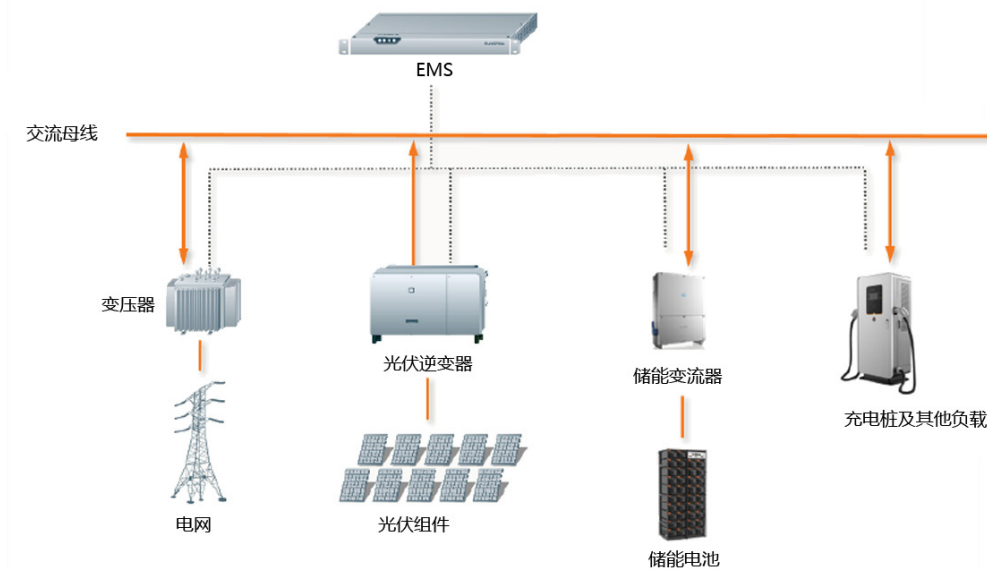 EMS
交流母线
变压器
光伏逆变器
储能变流器
充电桩及其他负载
电网
光伏组件
储能电池